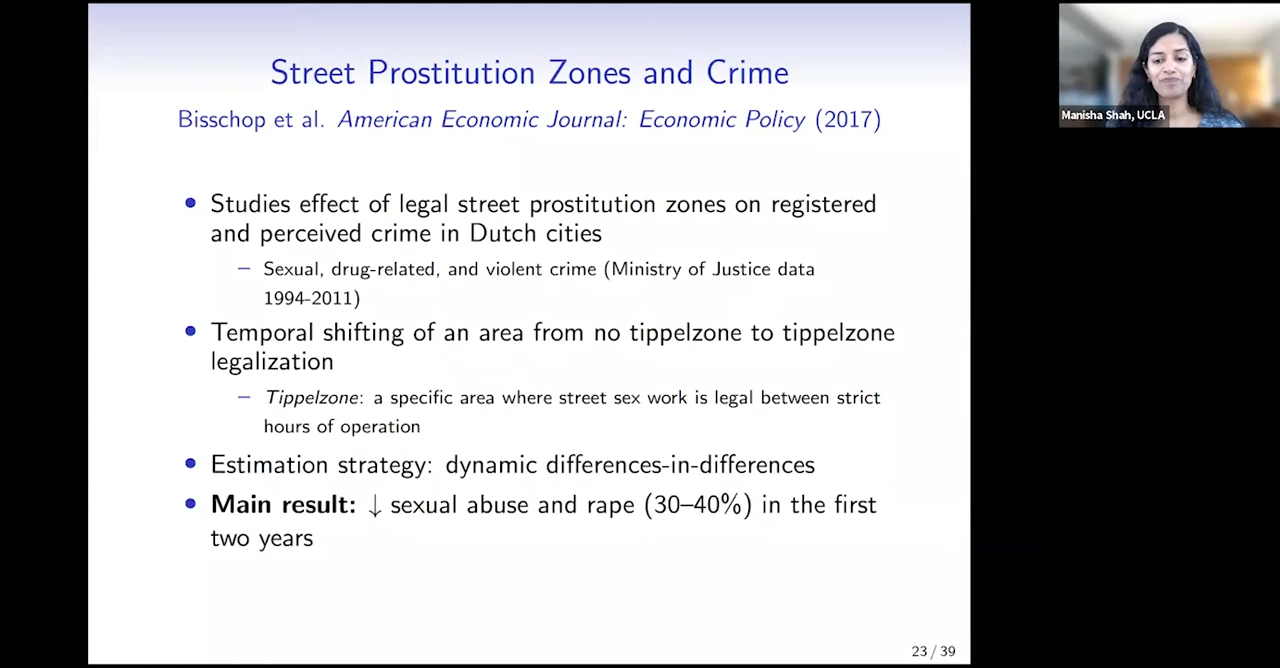 Street Prostitution Zones and Crime
Bisschop et al. American Economic Journal: Economic Policy (2017)
• Studies effect of legal street prostitution zones on registered
and perceived crime in Dutch cities
– Sexual, drug-related, and violent crime (Ministry of Justice data
1994-2011)
• Temporal shifting of an area from no tippelzone to tippelzone
legalization
– Tippelzone: a specific area where street sex work is legal between strict
hours of operation
• Estimation strategy: dynamic differences-in-differences
• Main result: ↓ sexual abuse and rape (30–40%) in the first
two years
23 / 39
Manisha Shah, UCLA